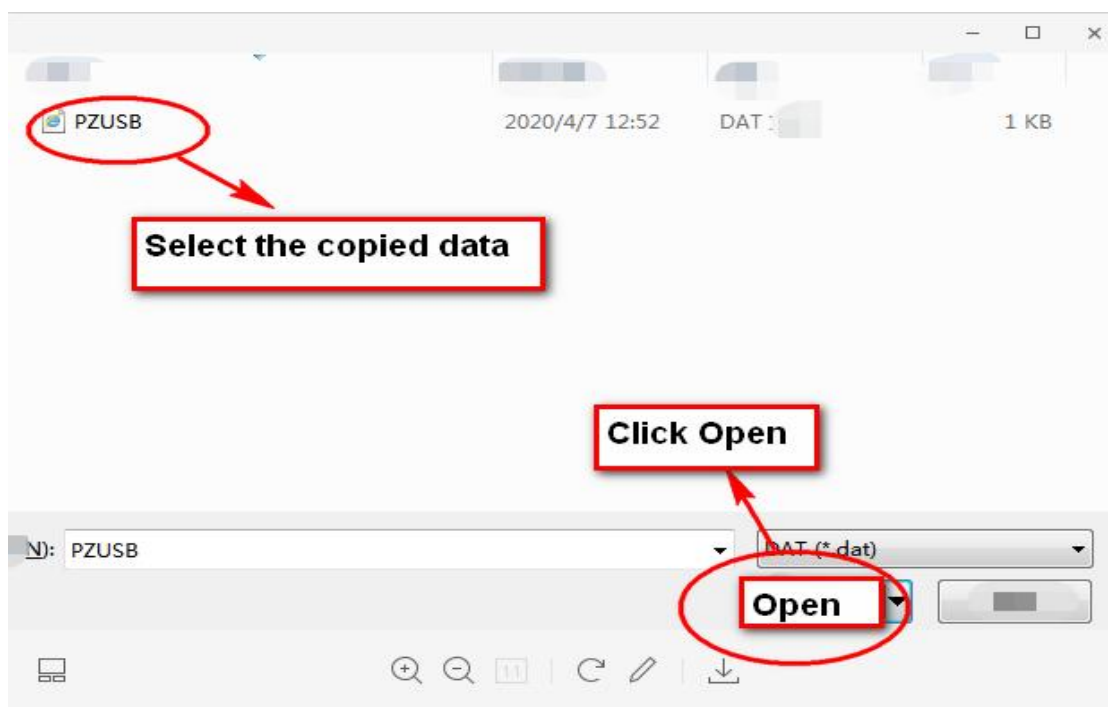 PZUSB 2020/4/7 12:52 DAT 1 KB
Select the copied data
Click Open
N): PZUSB DAT (*.dat)
Open